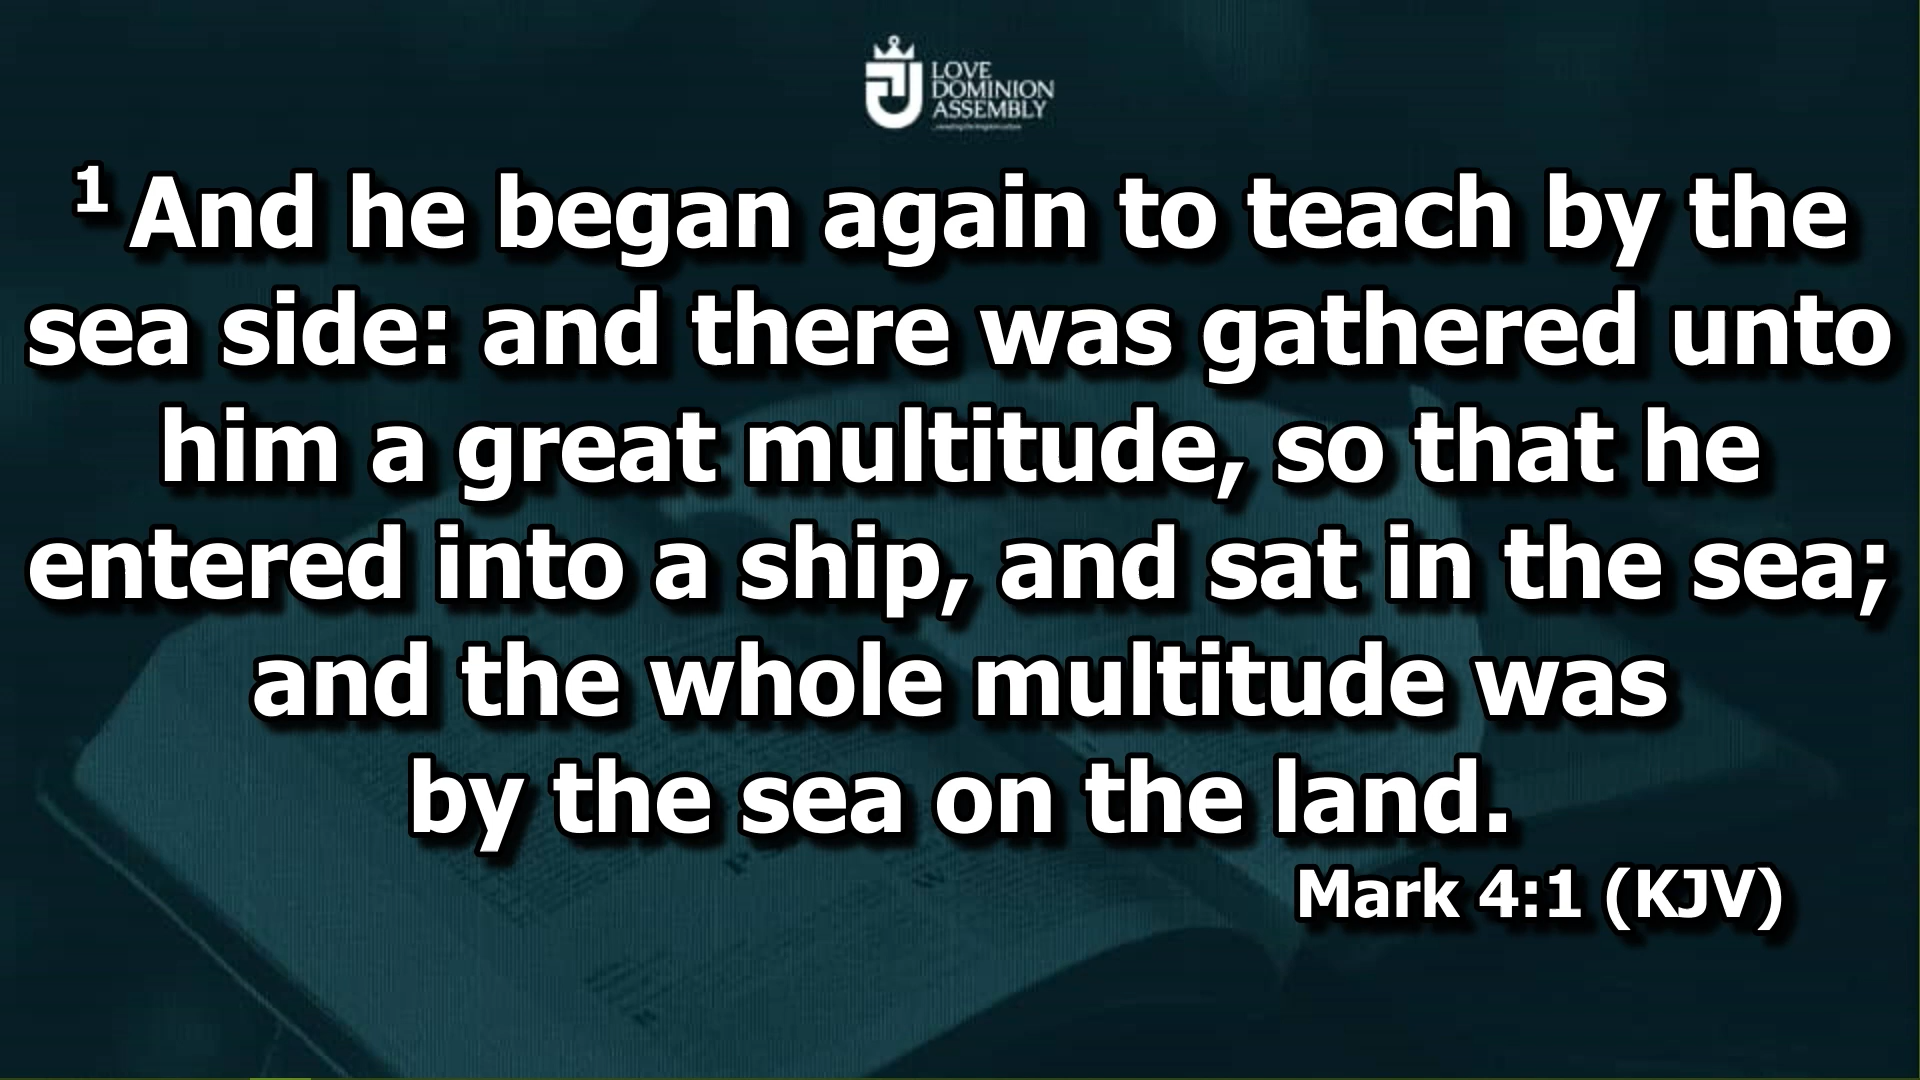 LOVE
DOMINION
ASSEMBLY
1 And he began again to teach by the
sea side: and there was gathered unto
him a great multitude, so that he
entered into a ship, and sat in the sea;
and the whole multitude was
by the sea on the land.
Mark 4:1 (KJV)